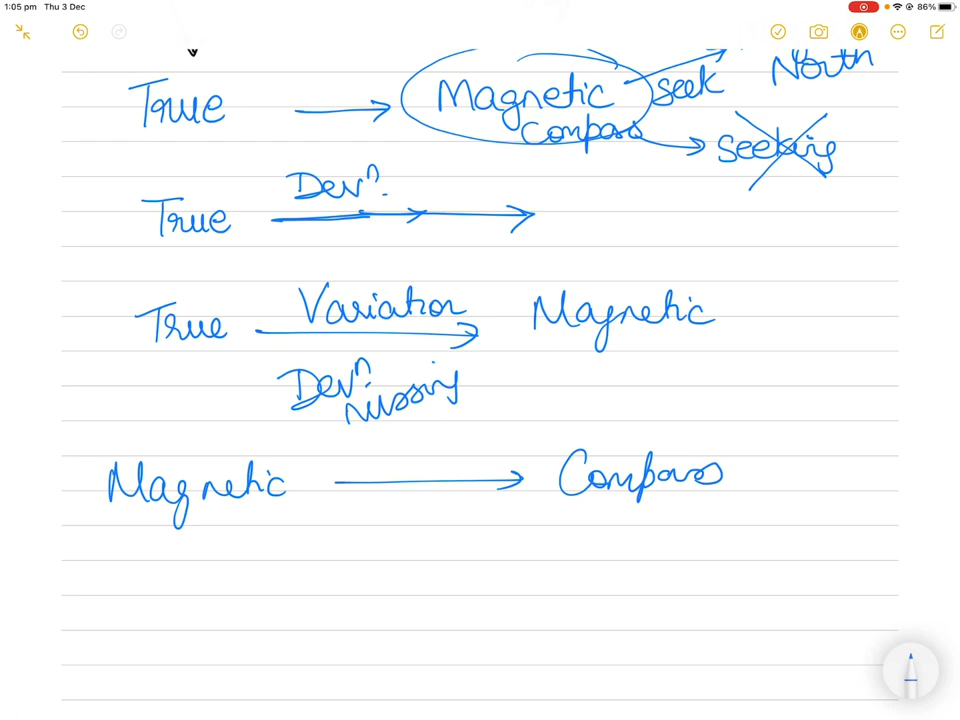 1:05 pm Thu 3 Dec 86%
North
True → Magnetic seek
Compass seeking
Devⁿ.
True
Variation
True → Magnetic
Devⁿ
missing
Magnetic → Compass